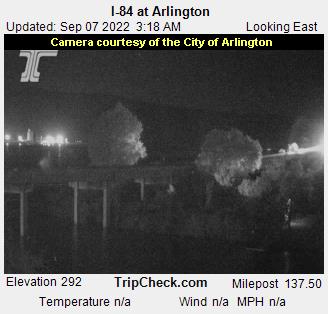 I-84 at Arlington
Updated: Sep 07 2022 3:18 AM Looking East
Camera courtesy of the City of Arlington
Elevation 292 TripCheck.com Milepost 137.50
Temperature n/a Wind n/a MPH n/a